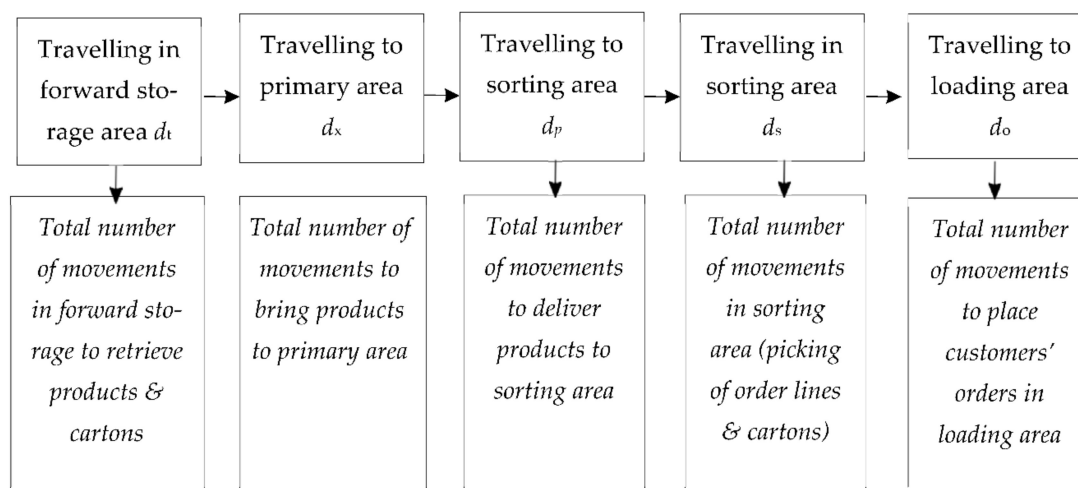 Travelling in
forward sto-
rage area dt
Travelling to
primary area
dx
Travelling to
sorting area
dp
Travelling in
sorting area
ds
Travelling to
loading area
do
Total number
of movements
in forward sto-
rage to retrieve
products &
cartons
Total number of
movements to
bring products
to primary area
Total number
of movements
to deliver
products to
sorting area
Total number
of movements
in sorting
area (picking
of order lines
& cartons)
Total number
of movements
to place
customers'
orders in
loading area